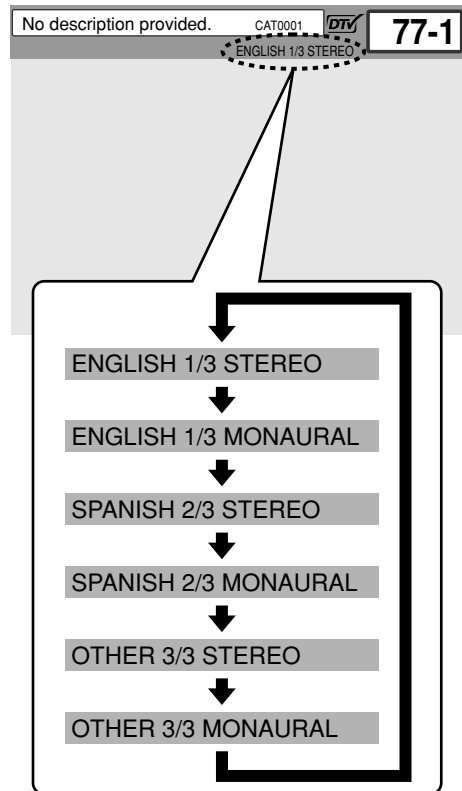 No description provided. CAT0001 DTV 77-1
ENGLISH 1/3 STEREO
ENGLISH 1/3 STEREO
ENGLISH 1/3 MONAURAL
SPANISH 2/3 STEREO
SPANISH 2/3 MONAURAL
OTHER 3/3 STEREO
OTHER 3/3 MONAURAL